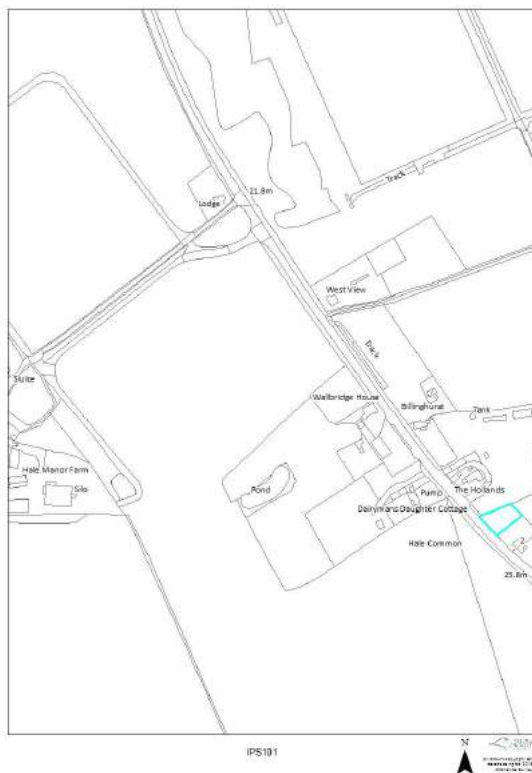 Track
21.8m
Lodge
West View
Track
Sluice
Wallbridge House
Billinghurst
Tank
Hale Manor Farm
Silo
Pond
Pump
The Hollands
Dairymans Daughter Cottage
Hale Common
2
25.8m
IPS101
N